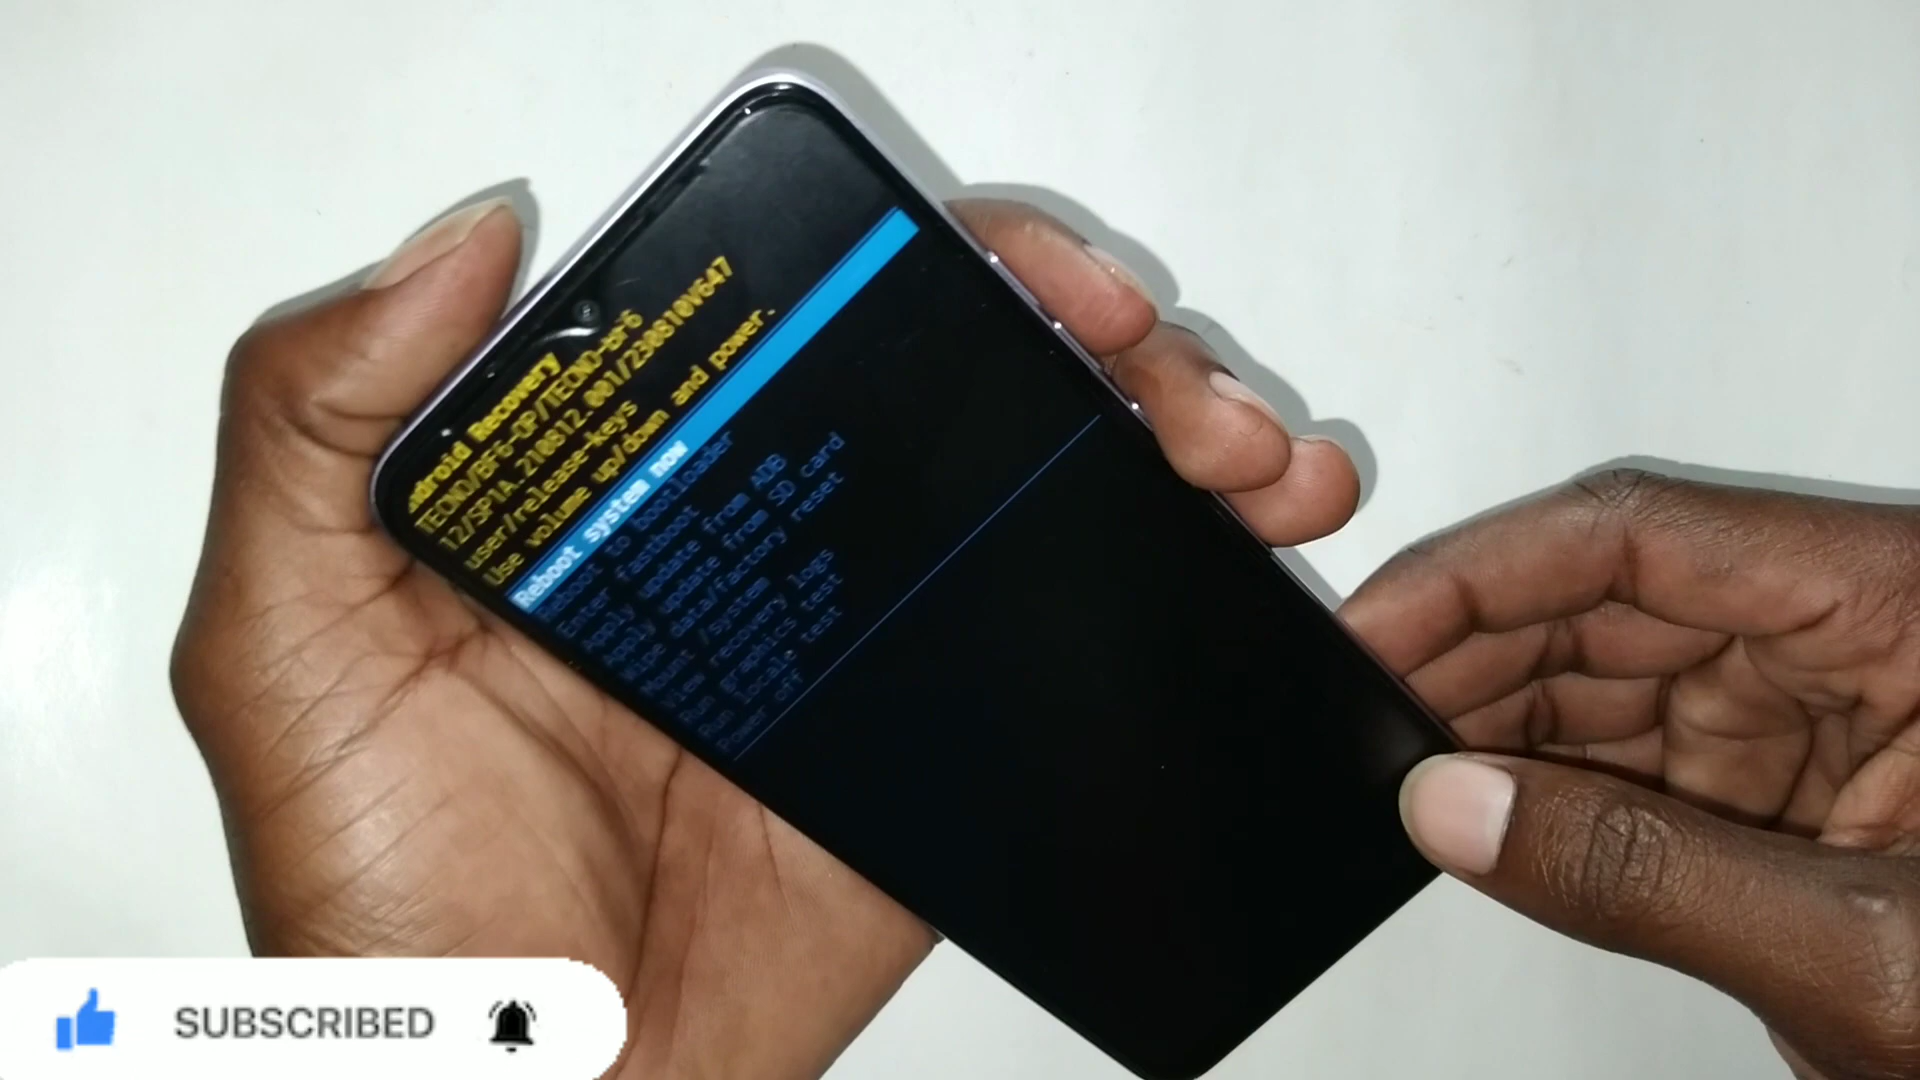 Android Recovery
TECNO/BF6-OP/TECNO-BF6
12/SP1A.210812.001/230810V647
user/release-keys
Use volume up/down and power.
Reboot system now
Reboot to bootloader
Enter fastboot
Apply update from ADB
Apply update from SD card
Wipe data/factory reset
Mount /system
View recovery logs
Run graphics test
Run locale test
Power off
SUBSCRIBED